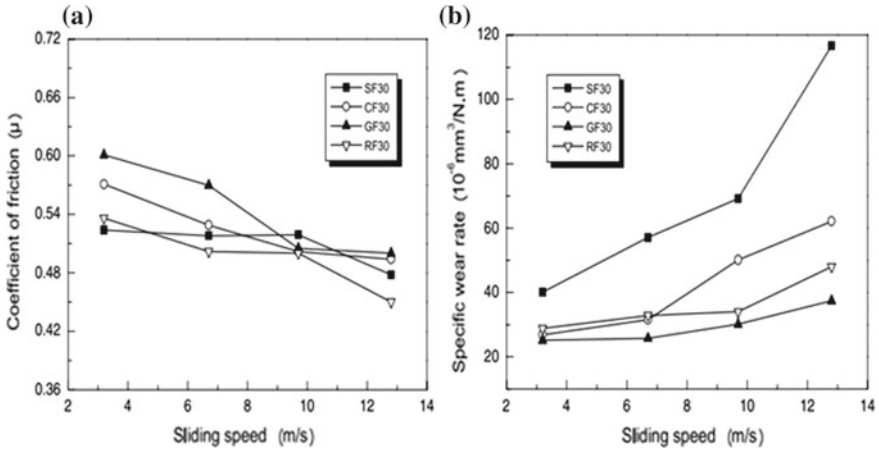 (a)
0.72
0.66
0.60
0.54
0.48
0.42
0.36
Coefficient of friction (μ)
SF30
CF30
GF30
RF30
2 4 6 8 10 12 14
Sliding speed (m/s)
(b)
120
100
80
60
40
20
Specific wear rate (10⁻⁶ mm³/N.m)
SF30
CF30
GF30
RF30
2 4 6 8 10 12 14
Sliding speed (m/s)